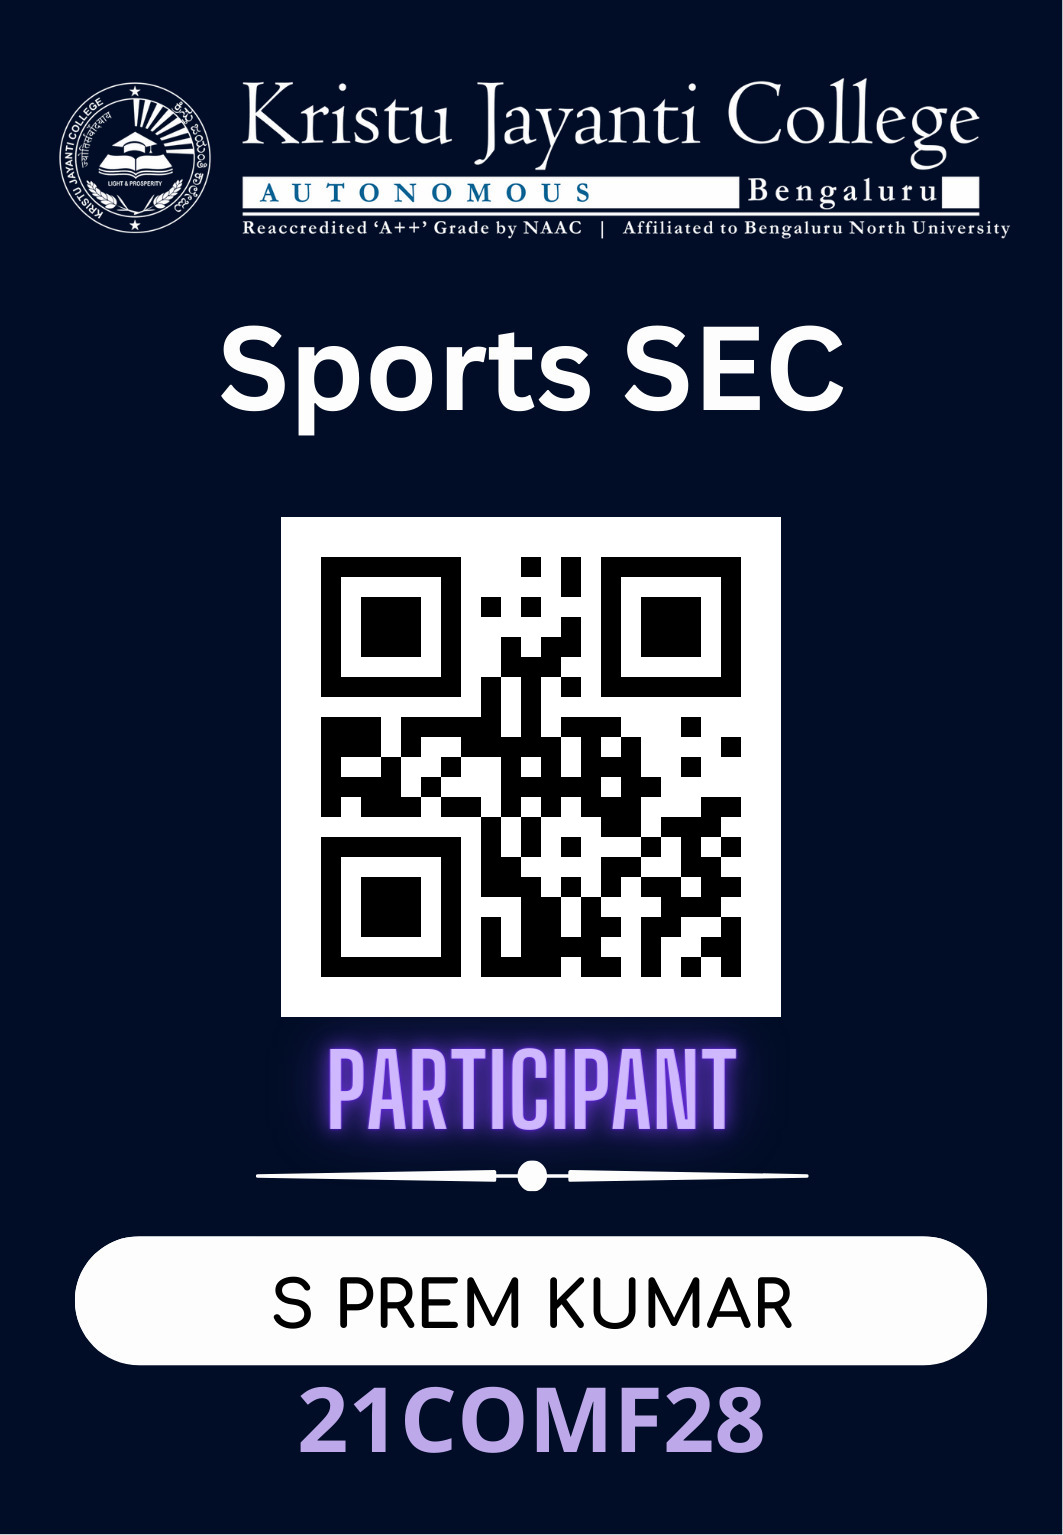 KRISTU JAYANTI COLLEGE
ಕ್ರಿಸ್ತು ಜಯಂತಿ ಕಾಲೇಜು
LIGHT & PROSPERITY
Kristu Jayanti College
AUTONOMOUS Bengaluru
Reaccredited ‘A++’ Grade by NAAC | Affiliated to Bengaluru North University
Sports SEC
PARTICIPANT
S PREM KUMAR
21COMF28